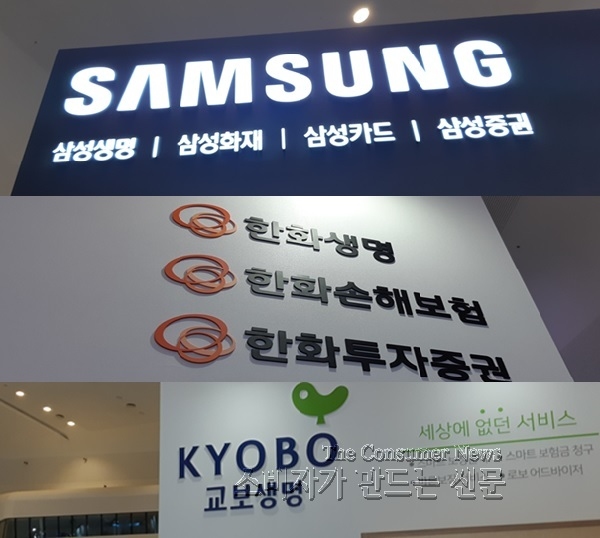 SAMSUNG
삼성생명 | 삼성화재 | 삼성카드 | 삼성증권
한화생명
한화손해보험
한화투자증권
세상에 없던 서비스
KYOBO
The Consumer News
스마트 보험금 청구
교보생명
소비자가 만드는 신문
로보 어드바이저